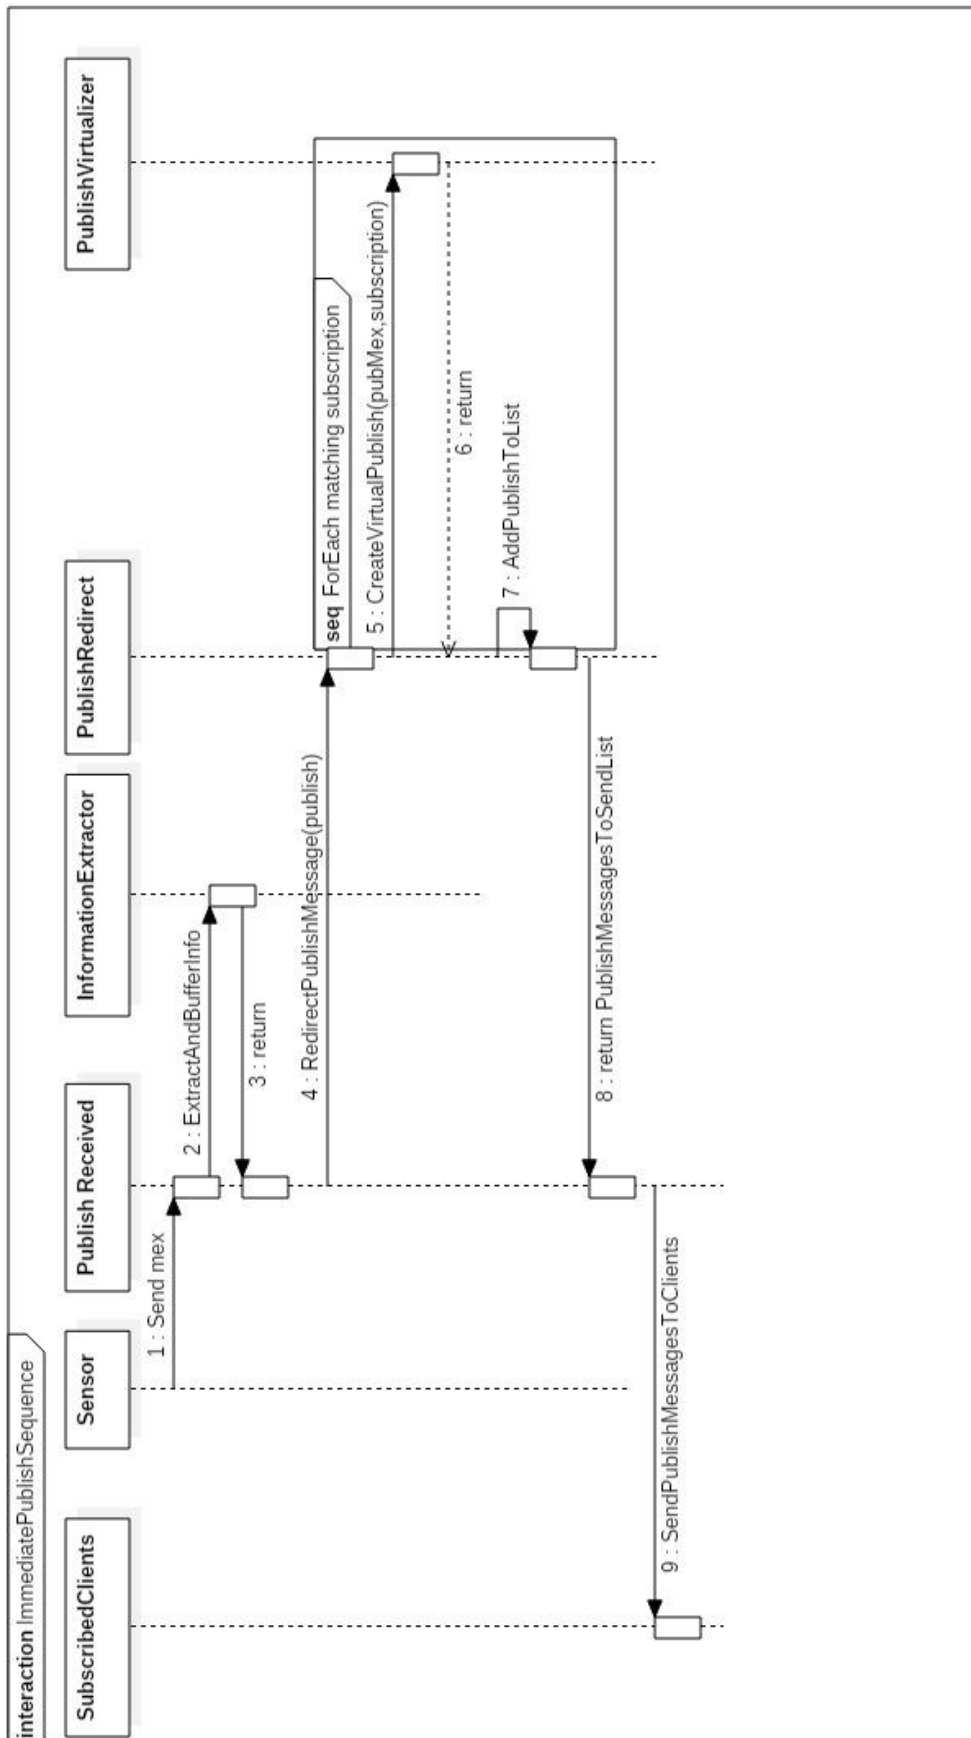 interaction ImmediatePublishSequence
SubscribedClients
Sensor
Publish Received
InformationExtractor
PublishRedirect
PublishVirtualizer
1 : Send mex
2 : ExtractAndBufferInfo
3 : return
4 : RedirectPublishMessage(publish)
seq ForEach matching subscription
5 : CreateVirtualPublish(pubMex,subscription)
6 : return
7 : AddPublishToList
8 : return PublishMessagesToSendList
9 : SendPublishMessagesToClients